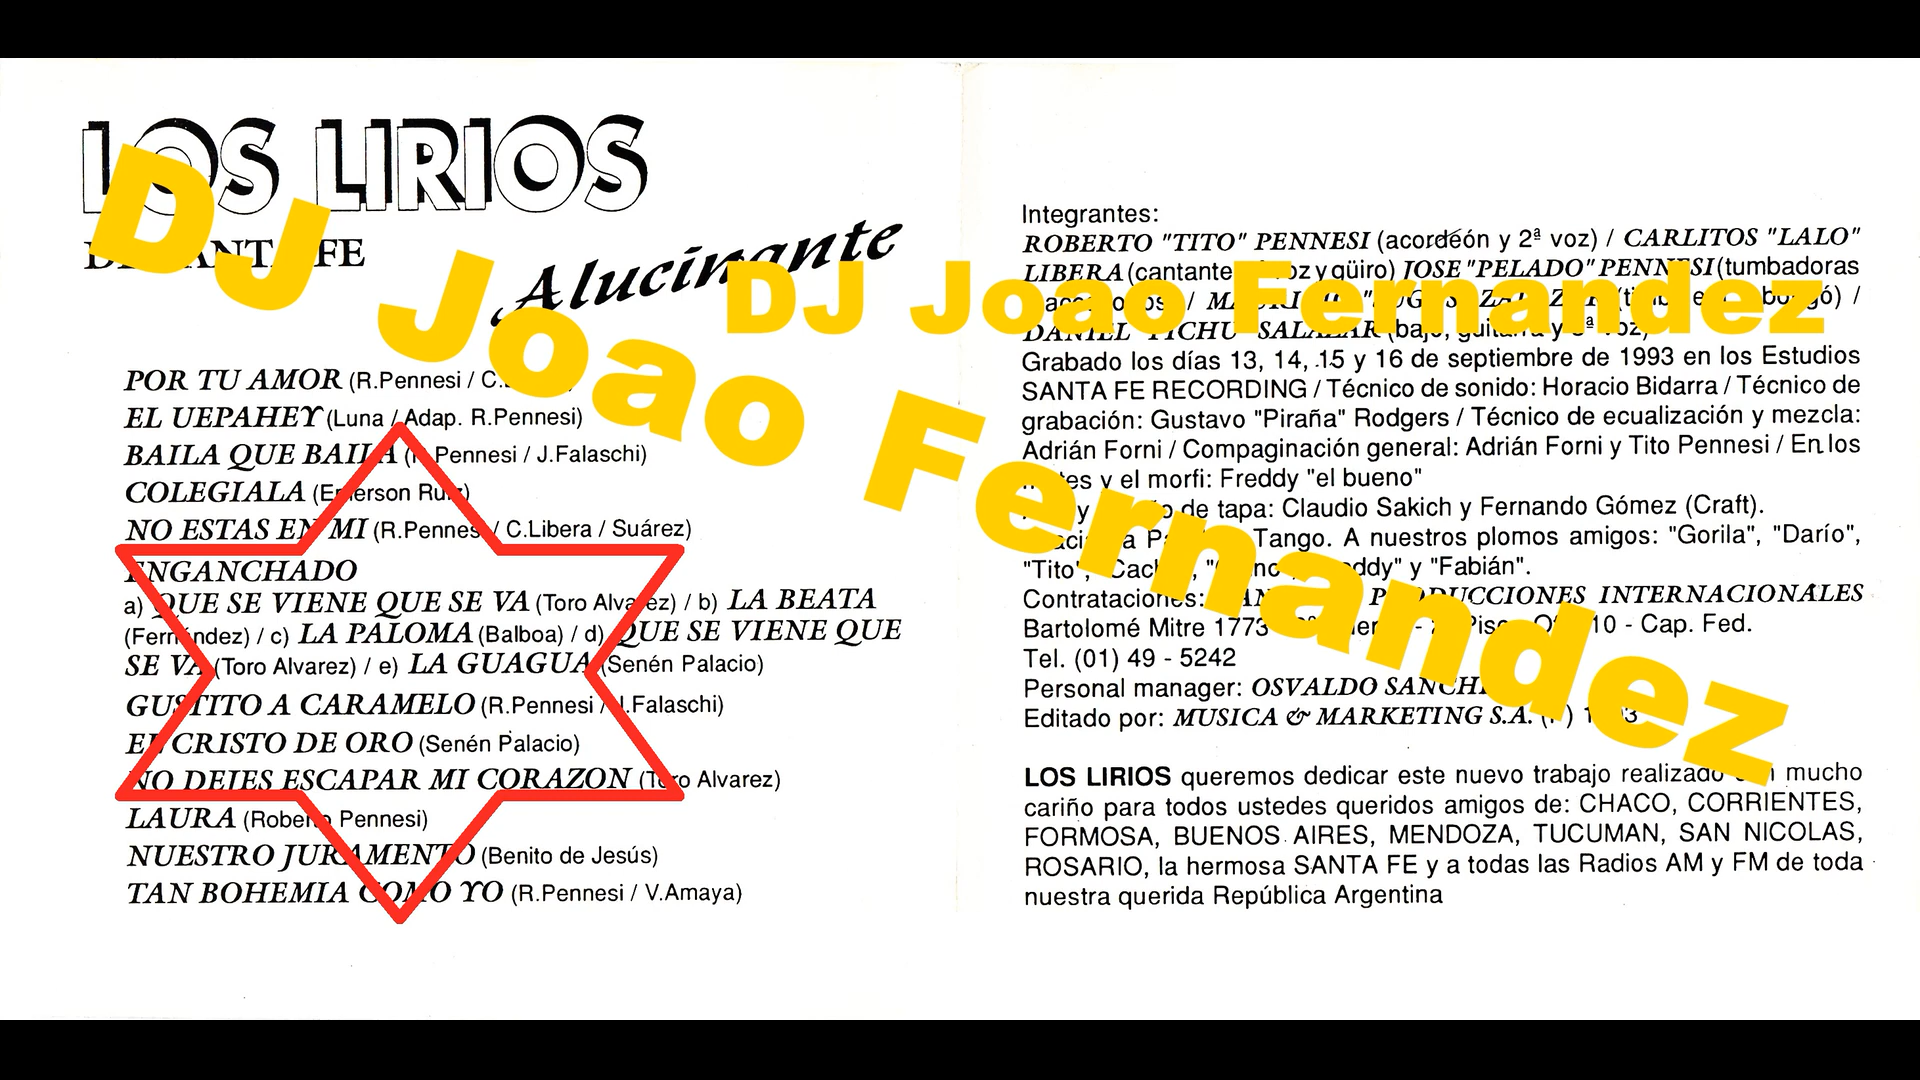 LOS LIRIOS
FE
Alucinante
POR TU AMOR (R.Pennesi /
EL UEPAHEY (Luna / Adap. R.Pennesi)
BAILA QUE BAILA (R.Pennesi / J.Falaschi)
COLEGIALA (Emerson Ruiz)
NO ESTAS EN MI (R.Pennesi / C.Libera / Suárez)
ENGANCHADO
a) QUE SE VIENE QUE SE VA (Toro Alvarez) / b) LA BEATA
(Fernández) / c) LA PALOMA (Balboa) / d) QUE SE VIENE QUE
SE VA (Toro Alvarez) / e) LA GUAGUA (Senén Palacio)
GUSTITO A CARAMELO (R.Pennesi / J.Falaschi)
EL CRISTO DE ORO (Senén Palacio)
NO DEJES ESCAPAR MI CORAZON (Toro Alvarez)
LAURA (Roberto Pennesi)
NUESTRO JURAMENTO (Benito de Jesús)
TAN BOHEMIA COMO YO (R.Pennesi / V.Amaya)
DJ Joao Fernandez
DJ Joao Fernandez
Integrantes:
ROBERTO "TITO" PENNESI (acordeón y 2ª voz) / CARLITOS "LALO"
LIBERA (cantante y güiro) JOSE "PELADO" PENNESI (tumbadoras
DANIEL SALAZAR (bajo, guitarra y voz)
Grabado los días 13, 14, 15 y 16 de septiembre de 1993 en los Estudios
SANTA FE RECORDING / Técnico de sonido: Horacio Bidarra / Técnico de
grabación: Gustavo "Piraña" Rodgers / Técnico de ecualización y mezcla:
Adrián Forni / Compaginación general: Adrián Forni y Tito Pennesi / En los
y el morfi: Freddy "el bueno"
y de tapa: Claudio Sakich y Fernando Gómez (Craft).
a Tango. A nuestros plomos amigos: "Gorila", "Darío",
"Tito", y "Fabián".
Contrataciones: PRODUCCIONES INTERNACIONALES
Bartolomé Mitre 1773 - Piso 10 - Cap. Fed.
Tel. (01) 49 - 5242
Personal manager: OSVALDO
Editado por: MUSICA & MARKETING S.A. (P) 1993
LOS LIRIOS queremos dedicar este nuevo trabajo realizado con mucho
cariño para todos ustedes queridos amigos de: CHACO, CORRIENTES,
FORMOSA, BUENOS AIRES, MENDOZA, TUCUMAN, SAN NICOLAS,
ROSARIO, la hermosa SANTA FE y a todas las Radios AM y FM de toda
nuestra querida República Argentina